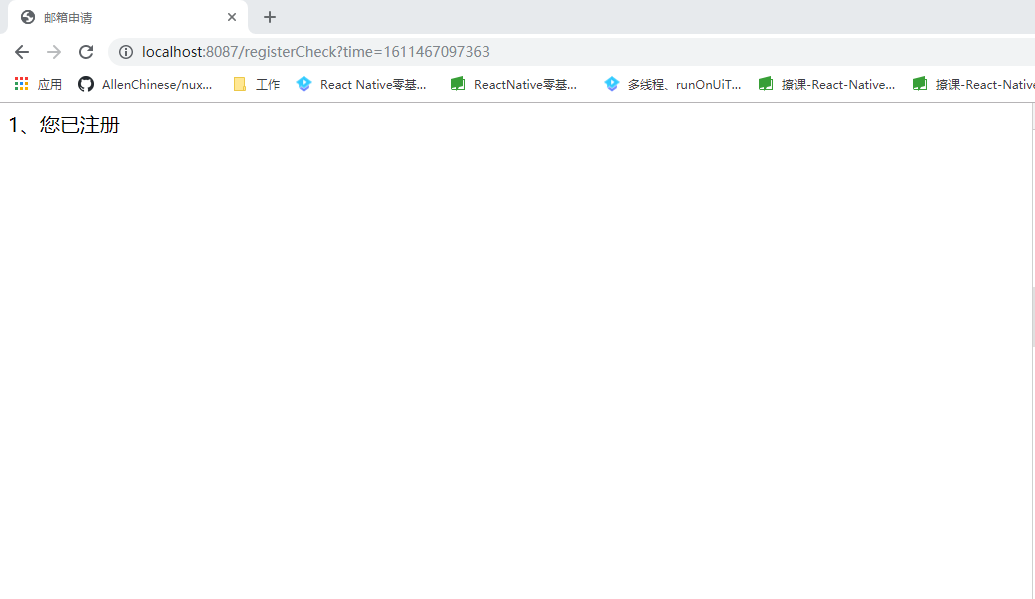 邮箱申请
localhost:8087/registerCheck?time=1611467097363
应用 AllenChinese/nux... 工作 React Native零基... ReactNative零基... 多线程、runOnUiT... 撩课-React-Native... 撩课-React-Native
1、您已注册